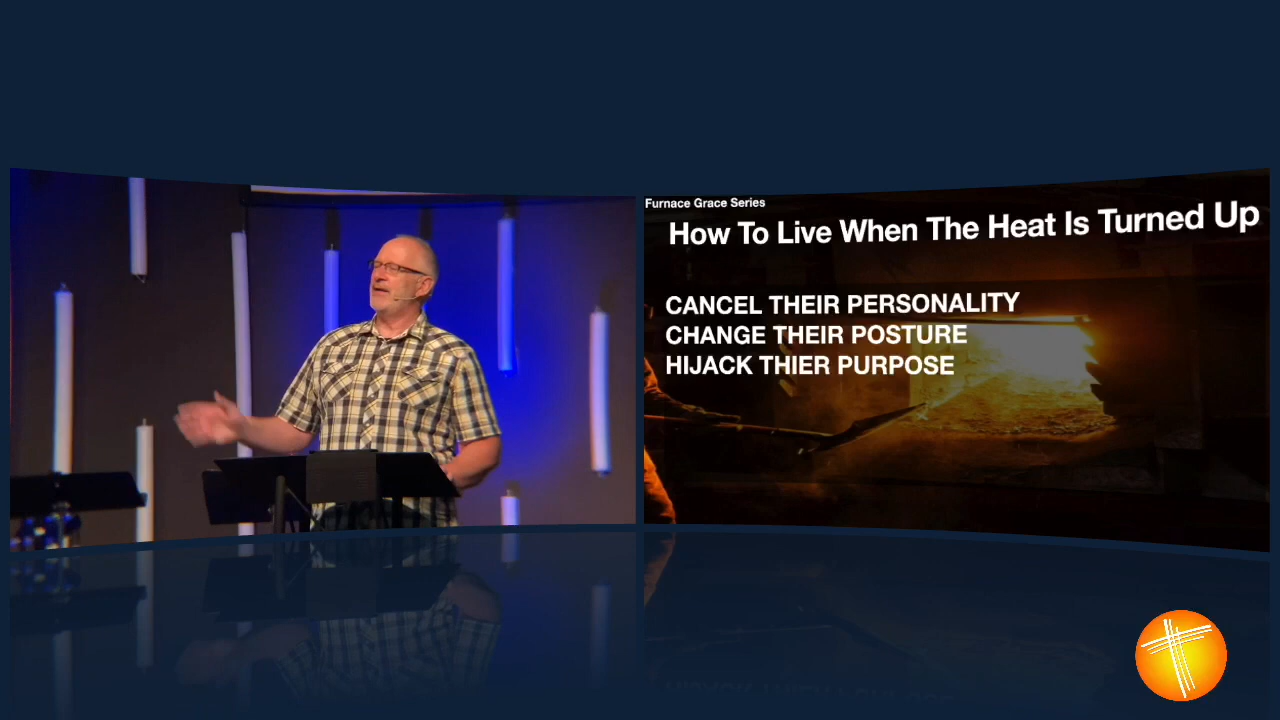 Furnace Grace Series
How To Live When The Heat Is Turned Up
CANCEL THEIR PERSONALITY
CHANGE THEIR POSTURE
HIJACK THIER PURPOSE